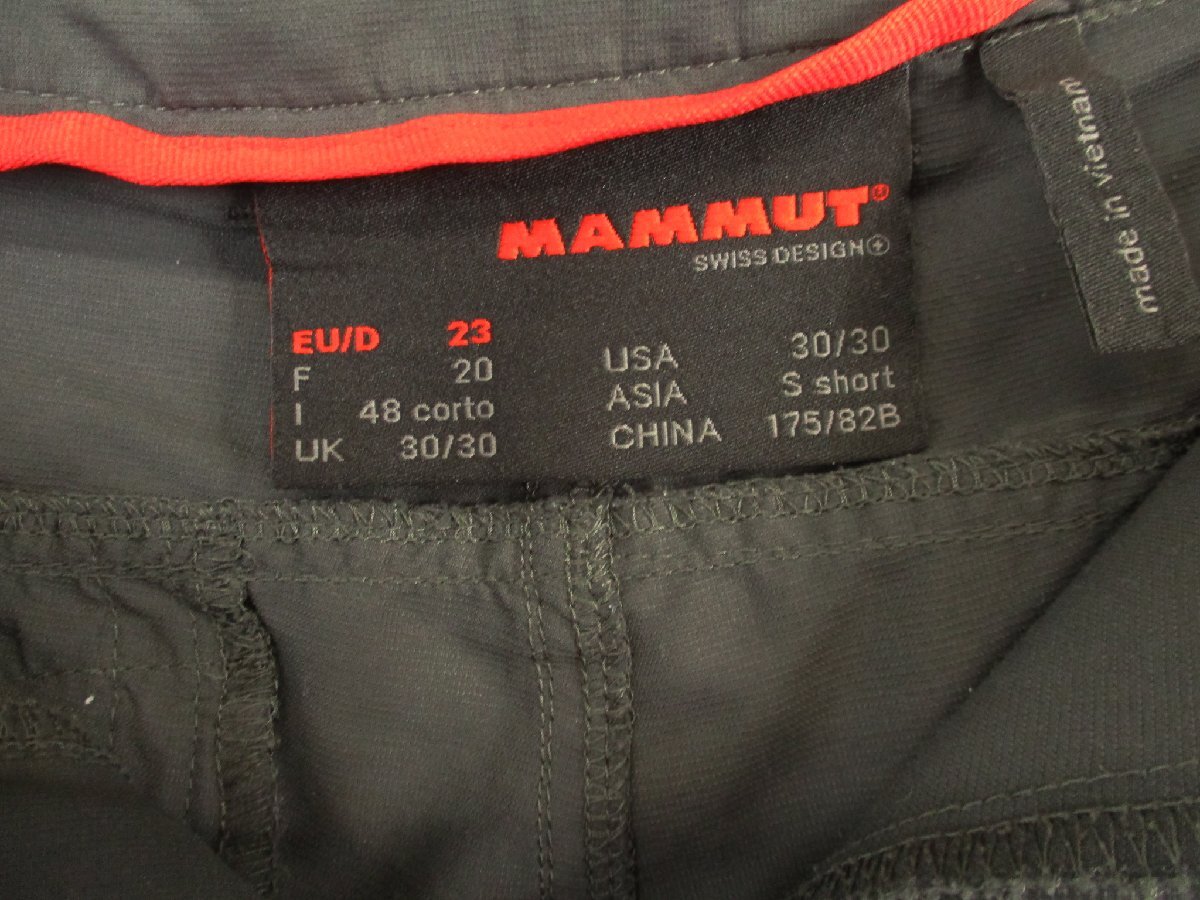 MAMMUT®
SWISS DESIGN
EU/D 23
F 20
I 48 corto
UK 30/30
USA 30/30
ASIA S short
CHINA 175/82B
made in vietnam